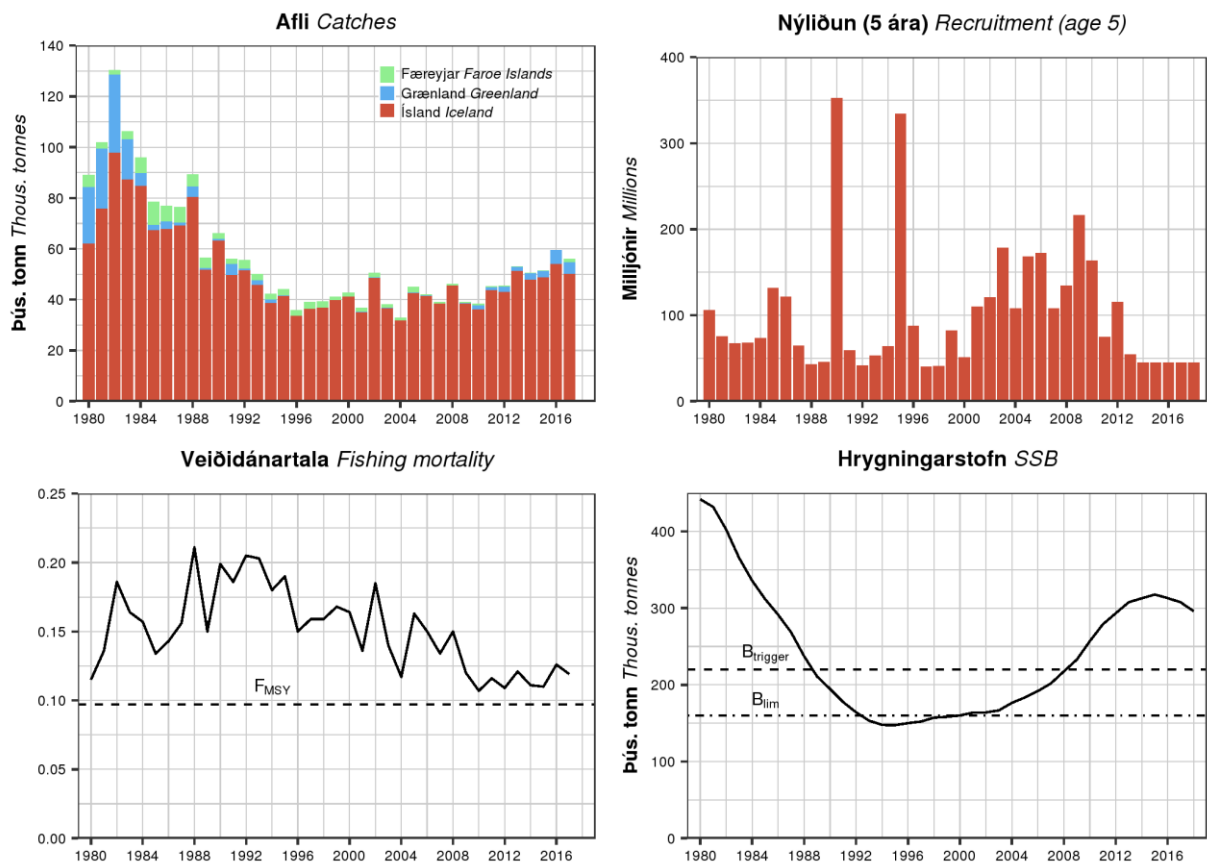 Afli Catches
Þús. tonn Thous. tonnes
140
120
100
80
60
40
20
0
Færeyjar Faroe Islands
Grænland Greenland
Ísland Iceland
1980 1984 1988 1992 1996 2000 2004 2008 2012 2016
Nýliðun (5 ára) Recruitment (age 5)
Milljónir Millions
400
300
200
100
0
1980 1984 1988 1992 1996 2000 2004 2008 2012 2016
Veiðidánartala Fishing mortality
0.25
0.20
0.15
0.10
0.05
0.00
FMSY
1980 1984 1988 1992 1996 2000 2004 2008 2012 2016
Hrygningarstofn SSB
Þús. tonn Thous. tonnes
400
300
200
100
0
Btrigger
Blim
1980 1984 1988 1992 1996 2000 2004 2008 2012 2016